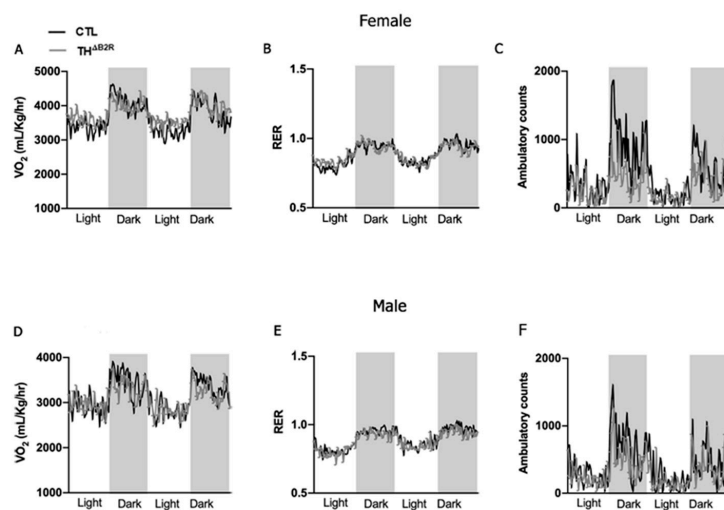 Female
CTL
TH^ΔB2R
A
VO₂ (mL/Kg/hr)
5000
4000
3000
2000
1000
Light Dark Light Dark
B
RER
1.5
1.0
0.5
Light Dark Light Dark
C
Ambulatory counts
2000
1000
0
Light Dark Light Dark
Male
D
VO₂ (mL/Kg/hr)
4000
3000
2000
1000
Light Dark Light Dark
E
RER
1.5
1.0
0.5
Light Dark Light Dark
F
Ambulatory counts
2000
1000
0
Light Dark Light Dark